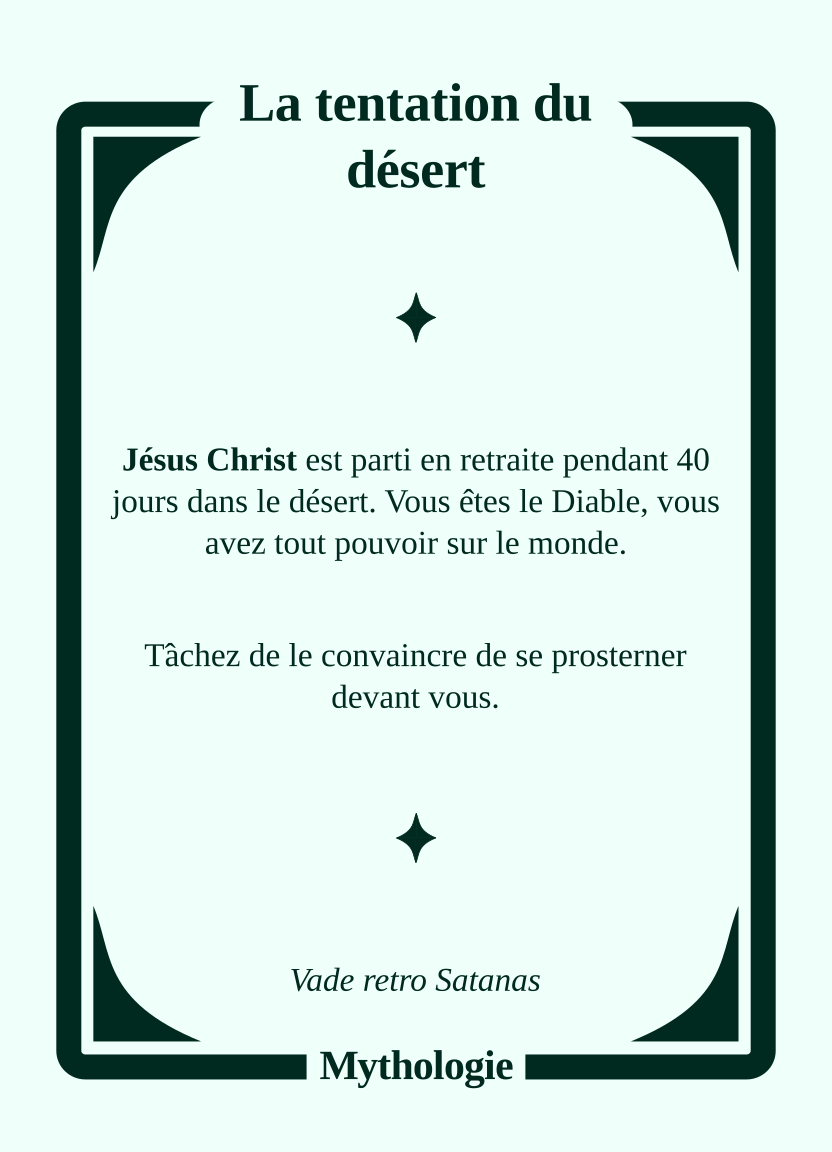 La tentation du
désert
Jésus Christ est parti en retraite pendant 40
jours dans le désert. Vous êtes le Diable, vous
avez tout pouvoir sur le monde.
Tâchez de le convaincre de se prosterner
devant vous.
Vade retro Satanas
Mythologie